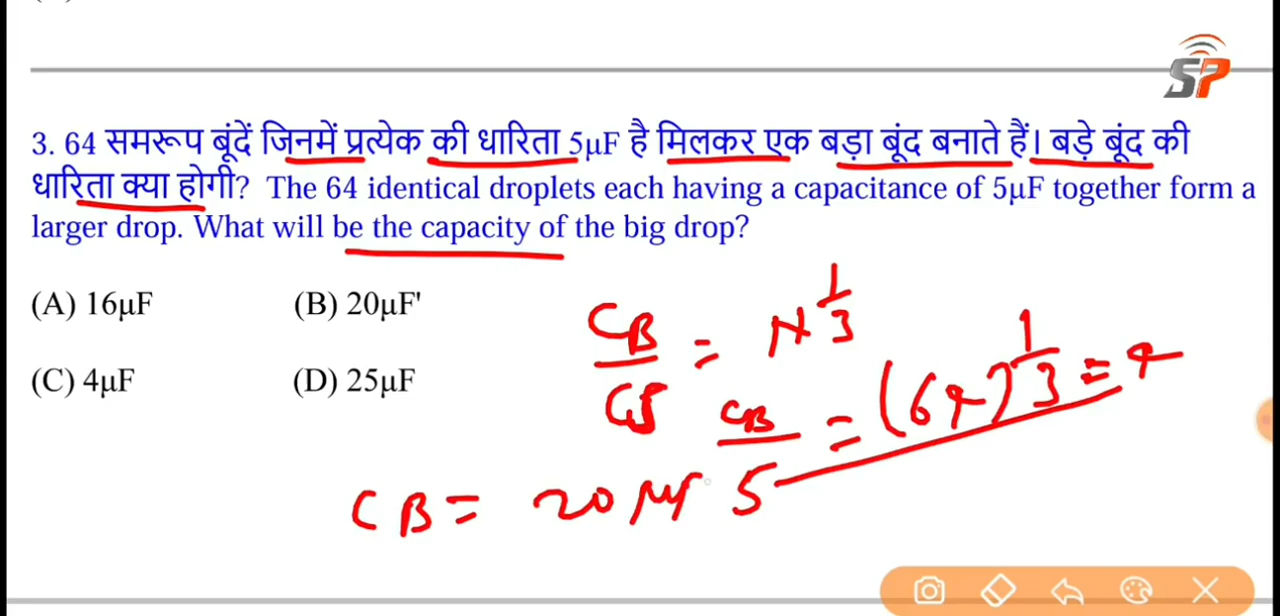 SP
3. 64 समरूप बूंदें जिनमें प्रत्येक की धारिता 5μF है मिलकर एक बड़ा बूंद बनाते हैं। बड़े बूंद की
धारिता क्या होगी? The 64 identical droplets each having a capacitance of 5μF together form a
larger drop. What will be the capacity of the big drop?
(A) 16μF (B) 20μF'
(C) 4μF (D) 25μF
CB/CS = N^1/3
CB/5 = (64)^1/3 = 4
CB = 20 μF